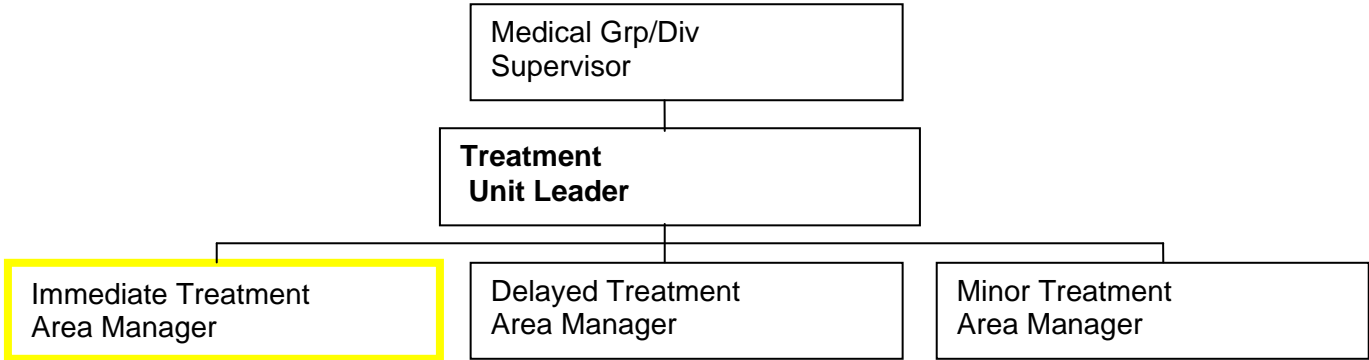 Medical Grp/Div
Supervisor
Treatment
Unit Leader
Immediate Treatment
Area Manager
Delayed Treatment
Area Manager
Minor Treatment
Area Manager